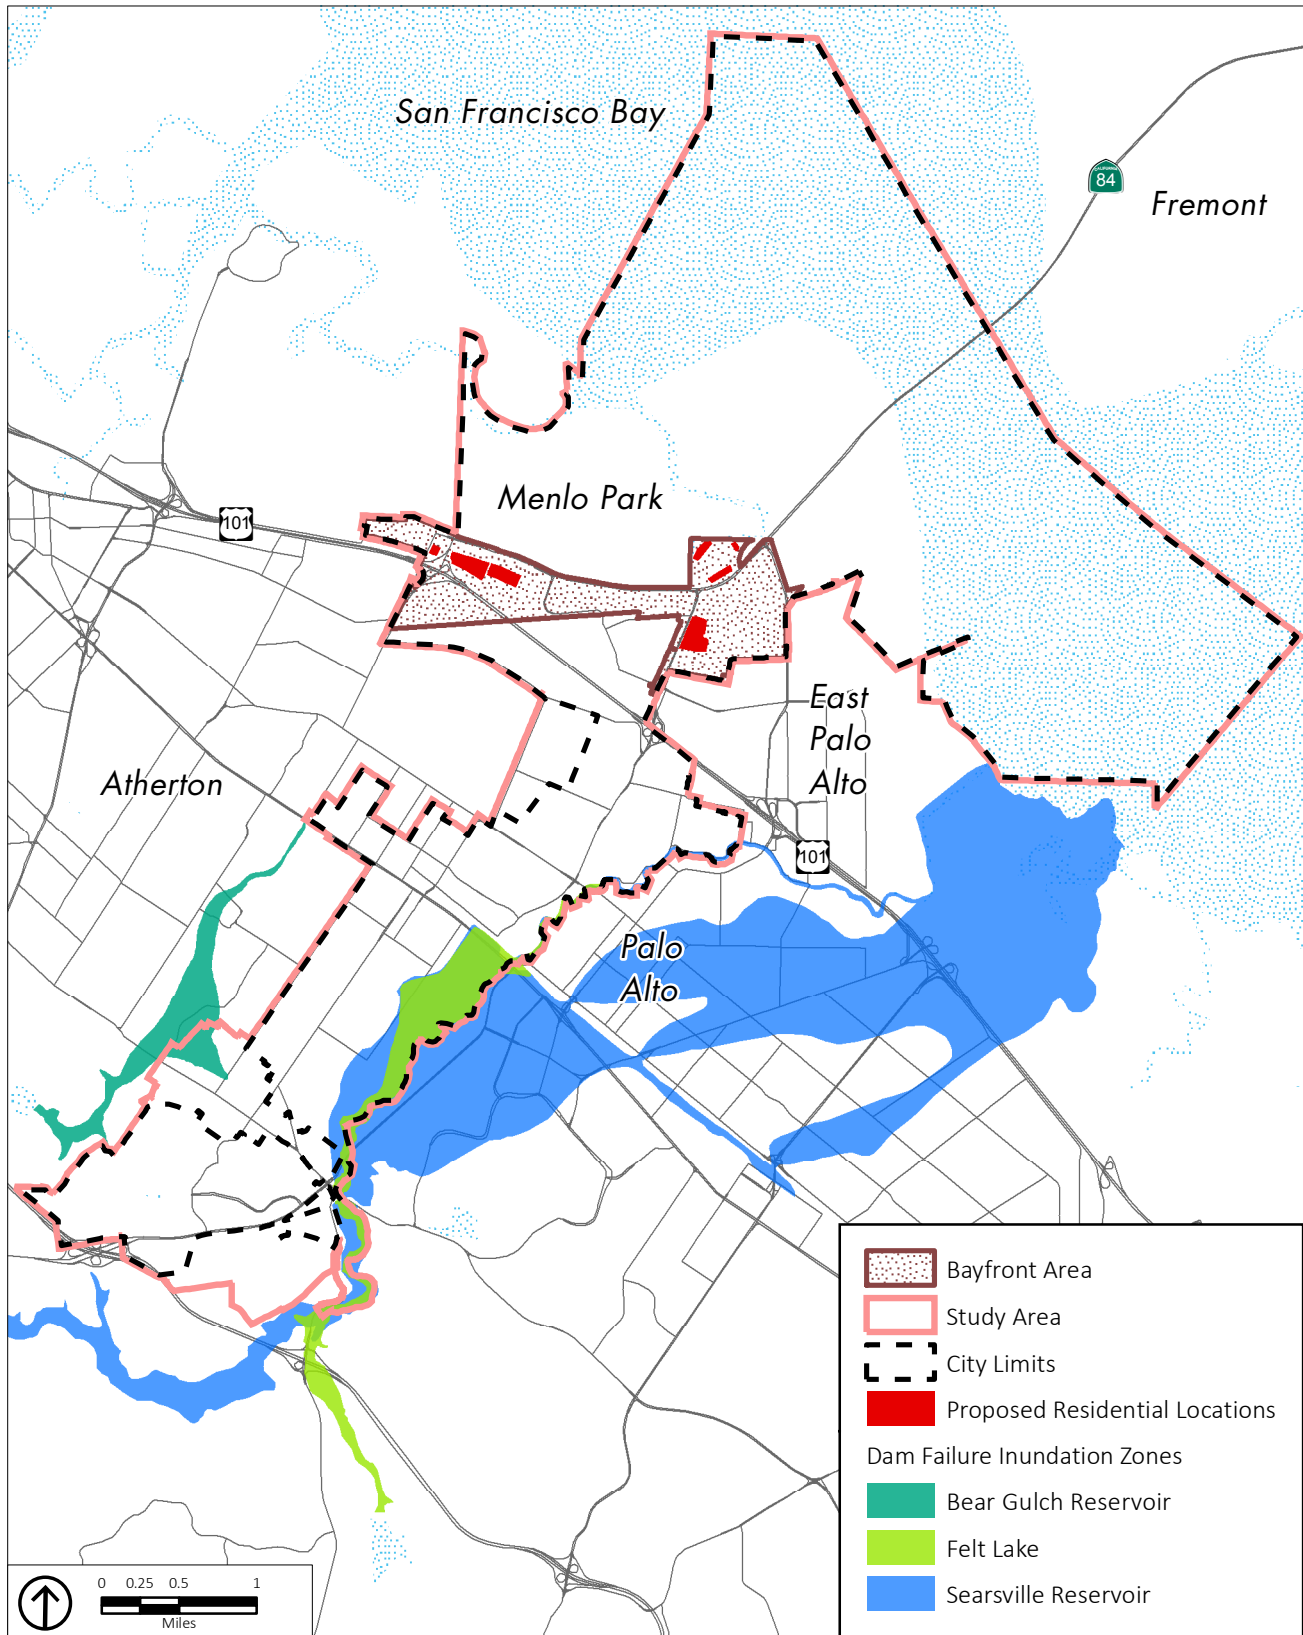 San Francisco Bay
CALIFORNIA
84
Fremont
Menlo Park
101
East
Palo
Alto
Atherton
101
Palo
Alto
Bayfront Area
Study Area
City Limits
Proposed Residential Locations
Dam Failure Inundation Zones
Bear Gulch Reservoir
Felt Lake
Searsville Reservoir
0 0.25 0.5 1
Miles